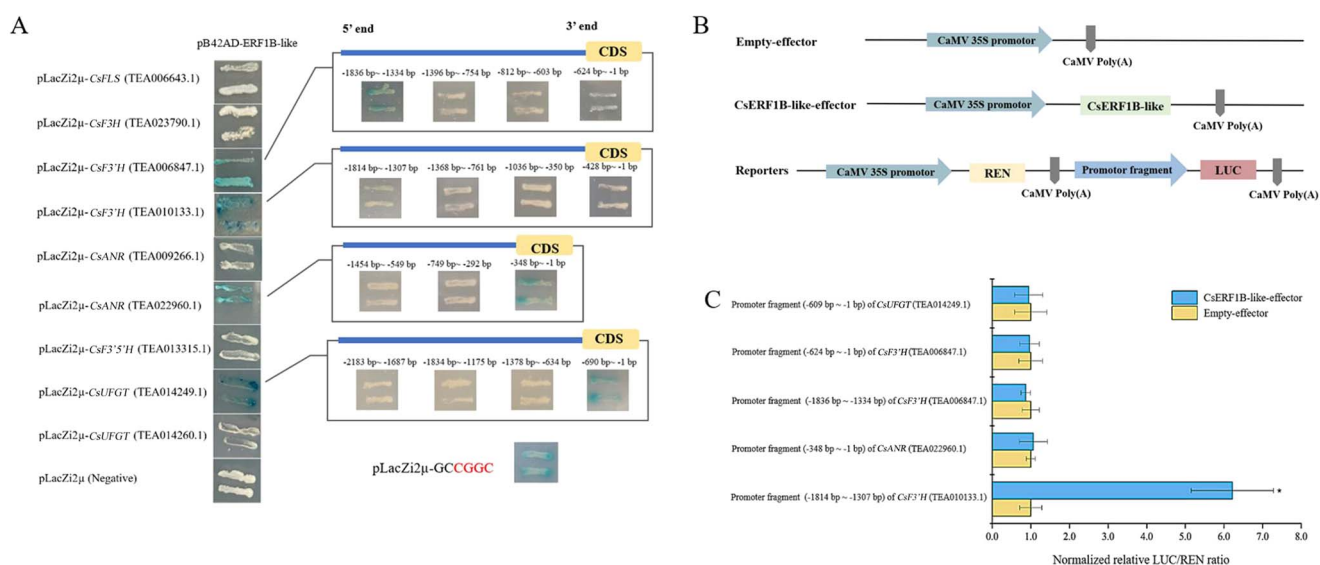 A
pB42AD-ERF1B-like
pLacZi2μ-CsFLS (TEA006643.1)
pLacZi2μ-CsF3H (TEA023790.1)
pLacZi2μ-CsF3'H (TEA006847.1)
pLacZi2μ-CsF3'H (TEA010133.1)
pLacZi2μ-CsANR (TEA009266.1)
pLacZi2μ-CsANR (TEA022960.1)
pLacZi2μ-CsF3'5'H (TEA013315.1)
pLacZi2μ-CsUFGT (TEA014249.1)
pLacZi2μ-CsUFGT (TEA014260.1)
pLacZi2μ (Negative)
5' end 3' end
CDS
-1836 bp~ -1334 bp -1396 bp~ -754 bp -812 bp~ -603 bp -624 bp~ -1 bp
CDS
-1814 bp~ -1307 bp -1368 bp~ -761 bp -1036 bp~ -350 bp -428 bp~ -1 bp
CDS
-1454 bp~ -549 bp -749 bp~ -292 bp -348 bp~ -1 bp
CDS
-2183 bp~ -1687 bp -1834 bp~ -1175 bp -1378 bp~ -634 bp -690 bp~ -1 bp
pLacZi2μ-GCCGGC
B
Empty-effector CaMV 35S promotor
CaMV Poly(A)
CsERF1B-like-effector CaMV 35S promotor CsERF1B-like
CaMV Poly(A)
Reporters CaMV 35S promotor REN Promotor fragment LUC
CaMV Poly(A) CaMV Poly(A)
C
CsERF1B-like-effector
Empty-effector
Promoter fragment (-609 bp ~ -1 bp) of CsUFGT (TEA014249.1)
Promoter fragment (-624 bp ~ -1 bp) of CsF3'H (TEA006847.1)
Promoter fragment (-1836 bp ~ -1334 bp) of CsF3'H (TEA006847.1)
Promoter fragment (-348 bp ~ -1 bp) of CsANR (TEA022960.1)
Promoter fragment (-1814 bp ~ -1307 bp) of CsF3'H (TEA010133.1)
*
0.0 1.0 2.0 3.0 4.0 5.0 6.0 7.0 8.0
Normalized relative LUC/REN ratio